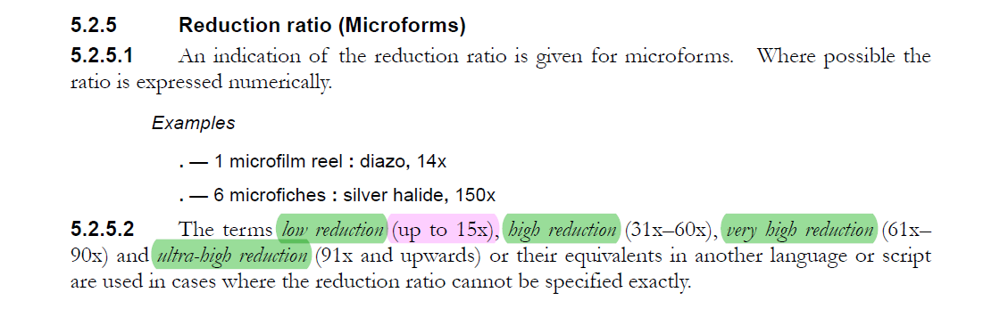 5.2.5 Reduction ratio (Microforms)
5.2.5.1 An indication of the reduction ratio is given for microforms. Where possible the
ratio is expressed numerically.
Examples
. — 1 microfilm reel : diazo, 14x
. — 6 microfiches : silver halide, 150x
5.2.5.2 The terms low reduction (up to 15x), high reduction (31x–60x), very high reduction (61x–
90x) and ultra-high reduction (91x and upwards) or their equivalents in another language or script
are used in cases where the reduction ratio cannot be specified exactly.